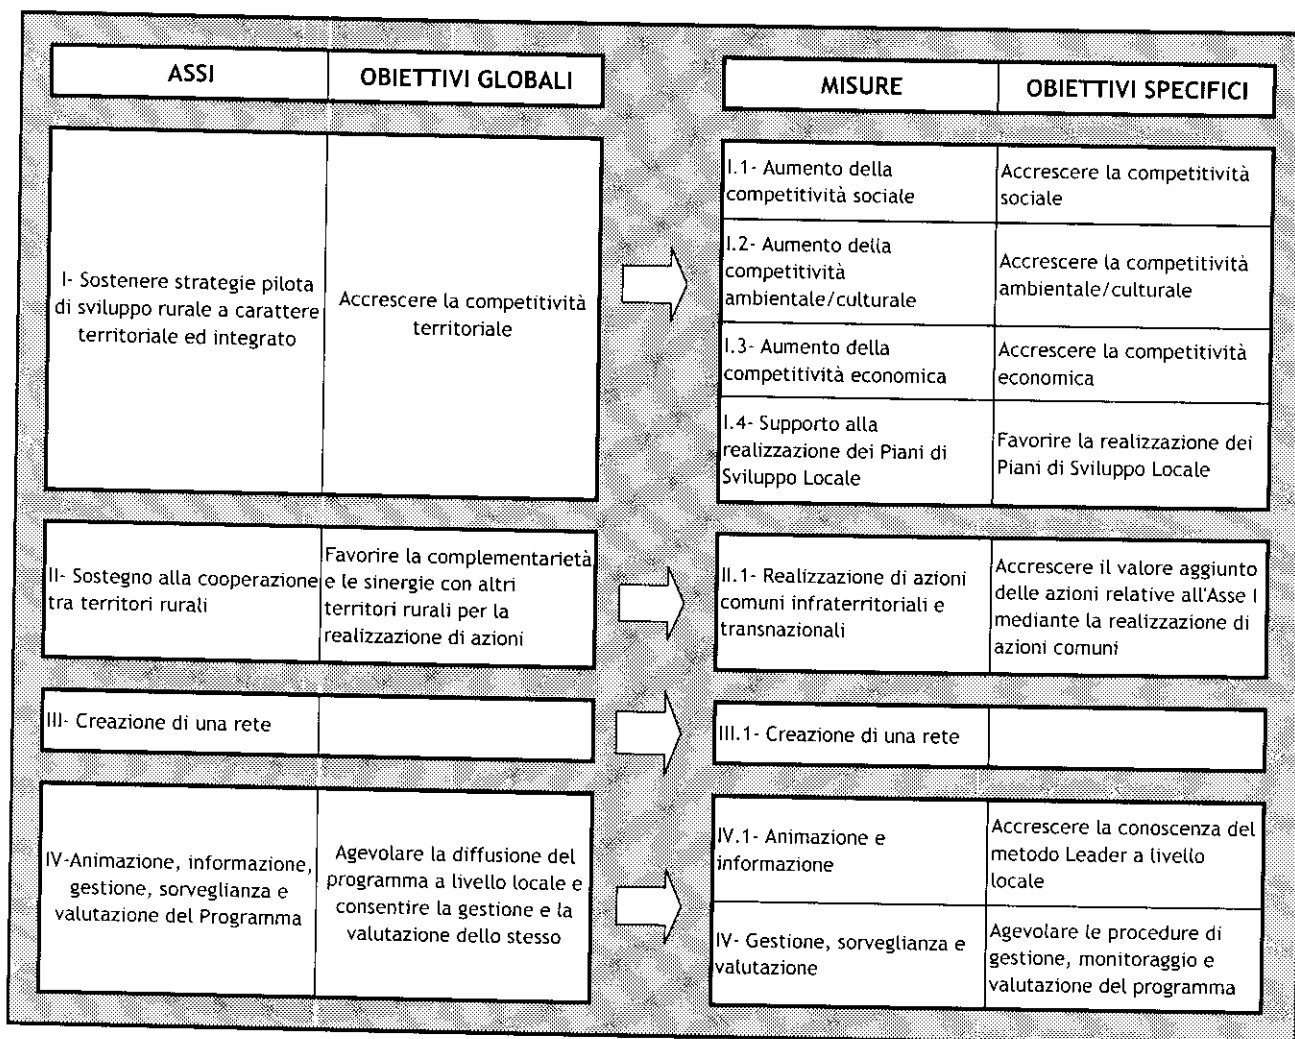 ASSI
OBIETTIVI GLOBALI
MISURE
OBIETTIVI SPECIFICI
I- Sostenere strategie pilota
di sviluppo rurale a carattere
territoriale ed integrato
Accrescere la competitività
territoriale
I.1- Aumento della
competitività sociale
Accrescere la competitività
sociale
I.2- Aumento della
competitività
ambientale/culturale
Accrescere la competitività
ambientale/culturale
I.3- Aumento della
competitività economica
Accrescere la competitività
economica
I.4- Supporto alla
realizzazione dei Piani di
Sviluppo Locale
Favorire la realizzazione dei
Piani di Sviluppo Locale
II- Sostegno alla cooperazione
tra territori rurali
Favorire la complementarietà
e le sinergie con altri
territori rurali per la
realizzazione di azioni
II.1- Realizzazione di azioni
comuni infraterritoriali e
transnazionali
Accrescere il valore aggiunto
delle azioni relative all'Asse I
mediante la realizzazione di
azioni comuni
III- Creazione di una rete
III.1- Creazione di una rete
IV-Animazione, informazione,
gestione, sorveglianza e
valutazione del Programma
Agevolare la diffusione del
programma a livello locale e
consentire la gestione e la
valutazione dello stesso
IV.1- Animazione e
informazione
Accrescere la conoscenza del
metodo Leader a livello
locale
IV- Gestione, sorveglianza e
valutazione
Agevolare le procedure di
gestione, monitoraggio e
valutazione del programma